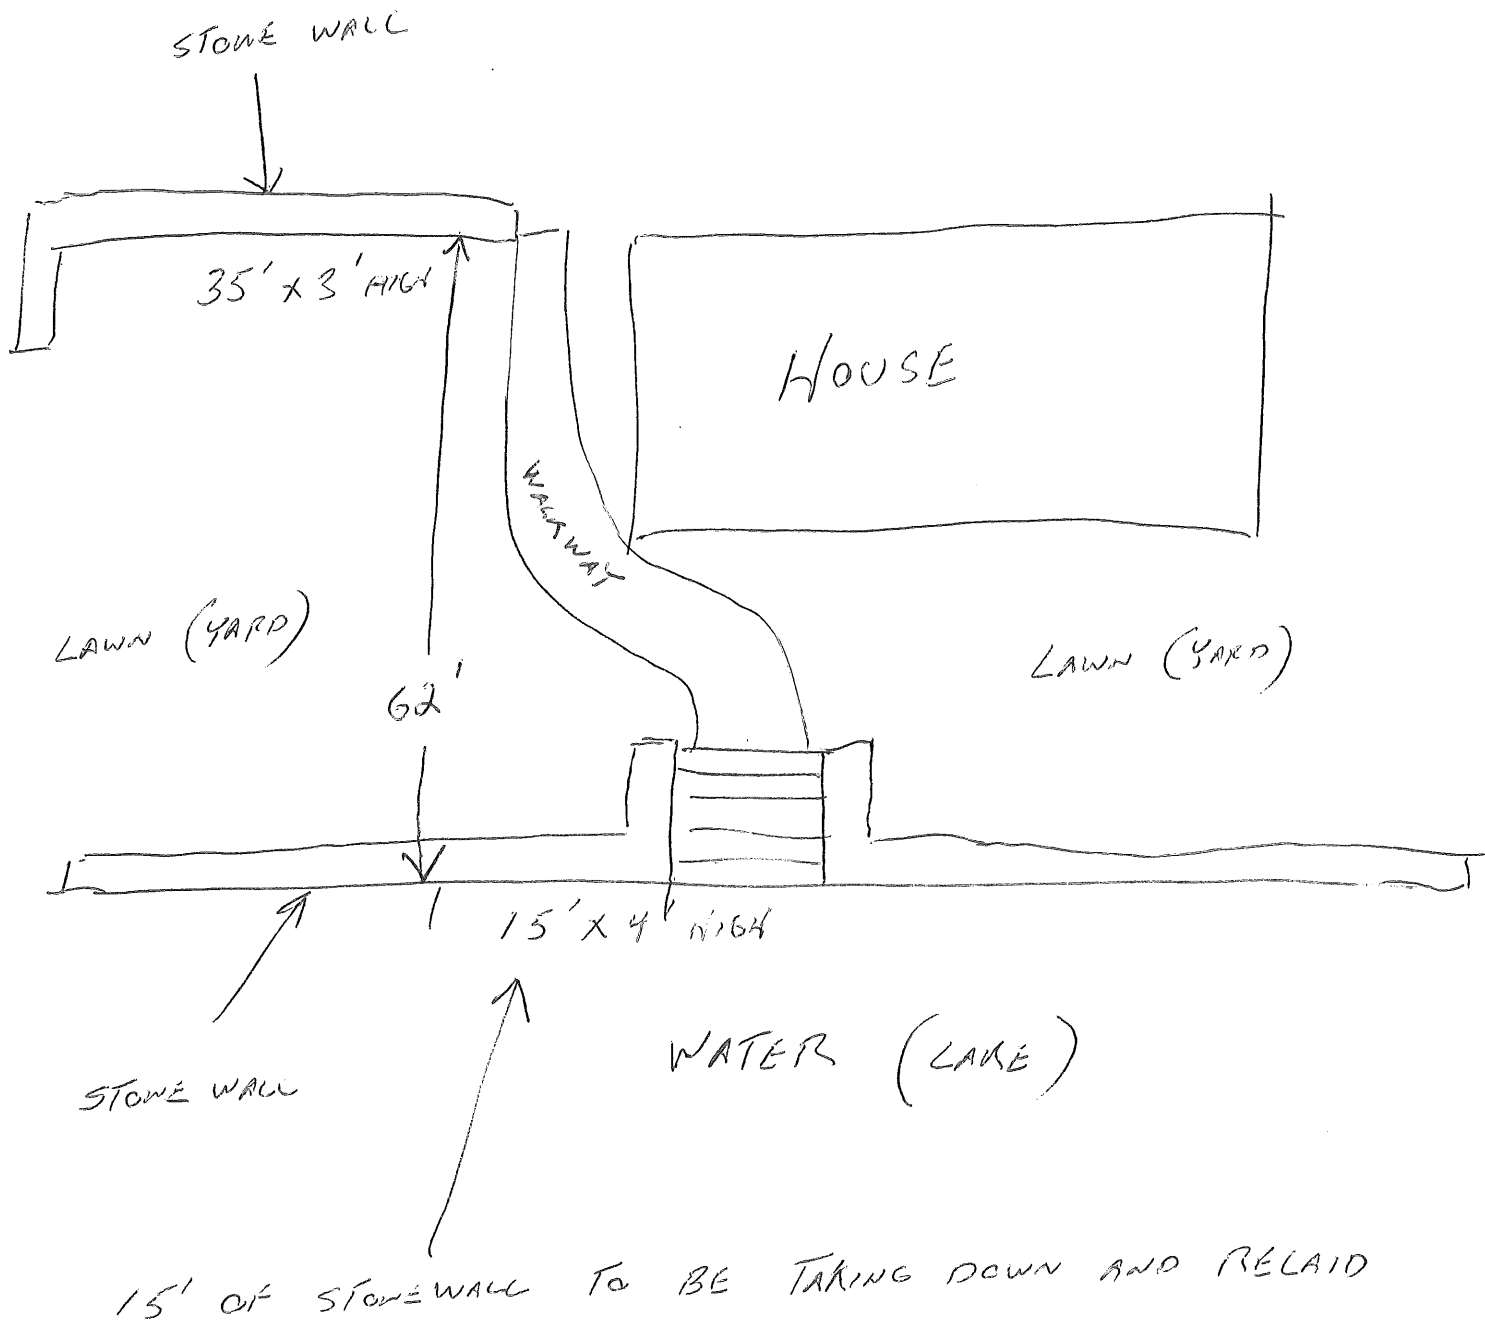 STONE WALL
35' x 3' HIGH
HOUSE
WALKWAY
LAWN (YARD)
LAWN (YARD)
62'
15' X 4' HIGH
WATER (LAKE)
STONE WALL
15' OF STONEWALL TO BE TAKING DOWN AND RELAID